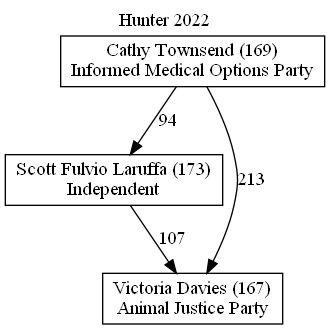 Hunter 2022
Cathy Townsend (169)
Informed Medical Options Party
94
Scott Fulvio Laruffa (173)
Independent
213
107
Victoria Davies (167)
Animal Justice Party